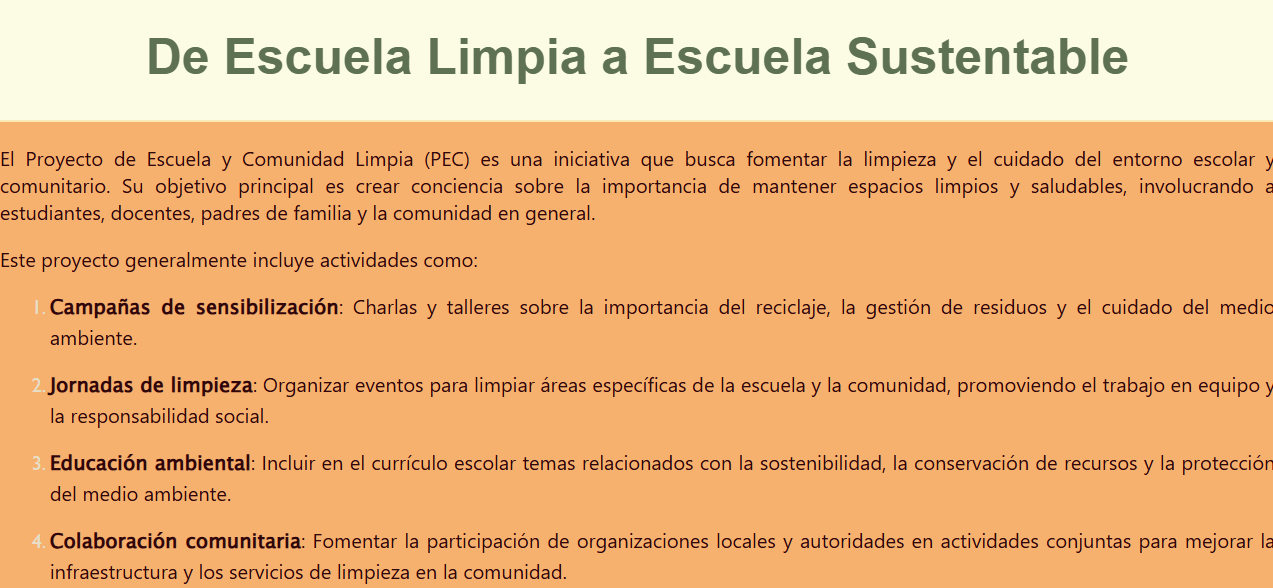 De Escuela Limpia a Escuela Sustentable
El Proyecto de Escuela y Comunidad Limpia (PEC) es una iniciativa que busca fomentar la limpieza y el cuidado del entorno escolar y
comunitario. Su objetivo principal es crear conciencia sobre la importancia de mantener espacios limpios y saludables, involucrando a
estudiantes, docentes, padres de familia y la comunidad en general.
Este proyecto generalmente incluye actividades como:
1. Campañas de sensibilización: Charlas y talleres sobre la importancia del reciclaje, la gestión de residuos y el cuidado del medio
ambiente.
2. Jornadas de limpieza: Organizar eventos para limpiar áreas específicas de la escuela y la comunidad, promoviendo el trabajo en equipo y
la responsabilidad social.
3. Educación ambiental: Incluir en el currículo escolar temas relacionados con la sostenibilidad, la conservación de recursos y la protección
del medio ambiente.
4. Colaboración comunitaria: Fomentar la participación de organizaciones locales y autoridades en actividades conjuntas para mejorar la
infraestructura y los servicios de limpieza en la comunidad.